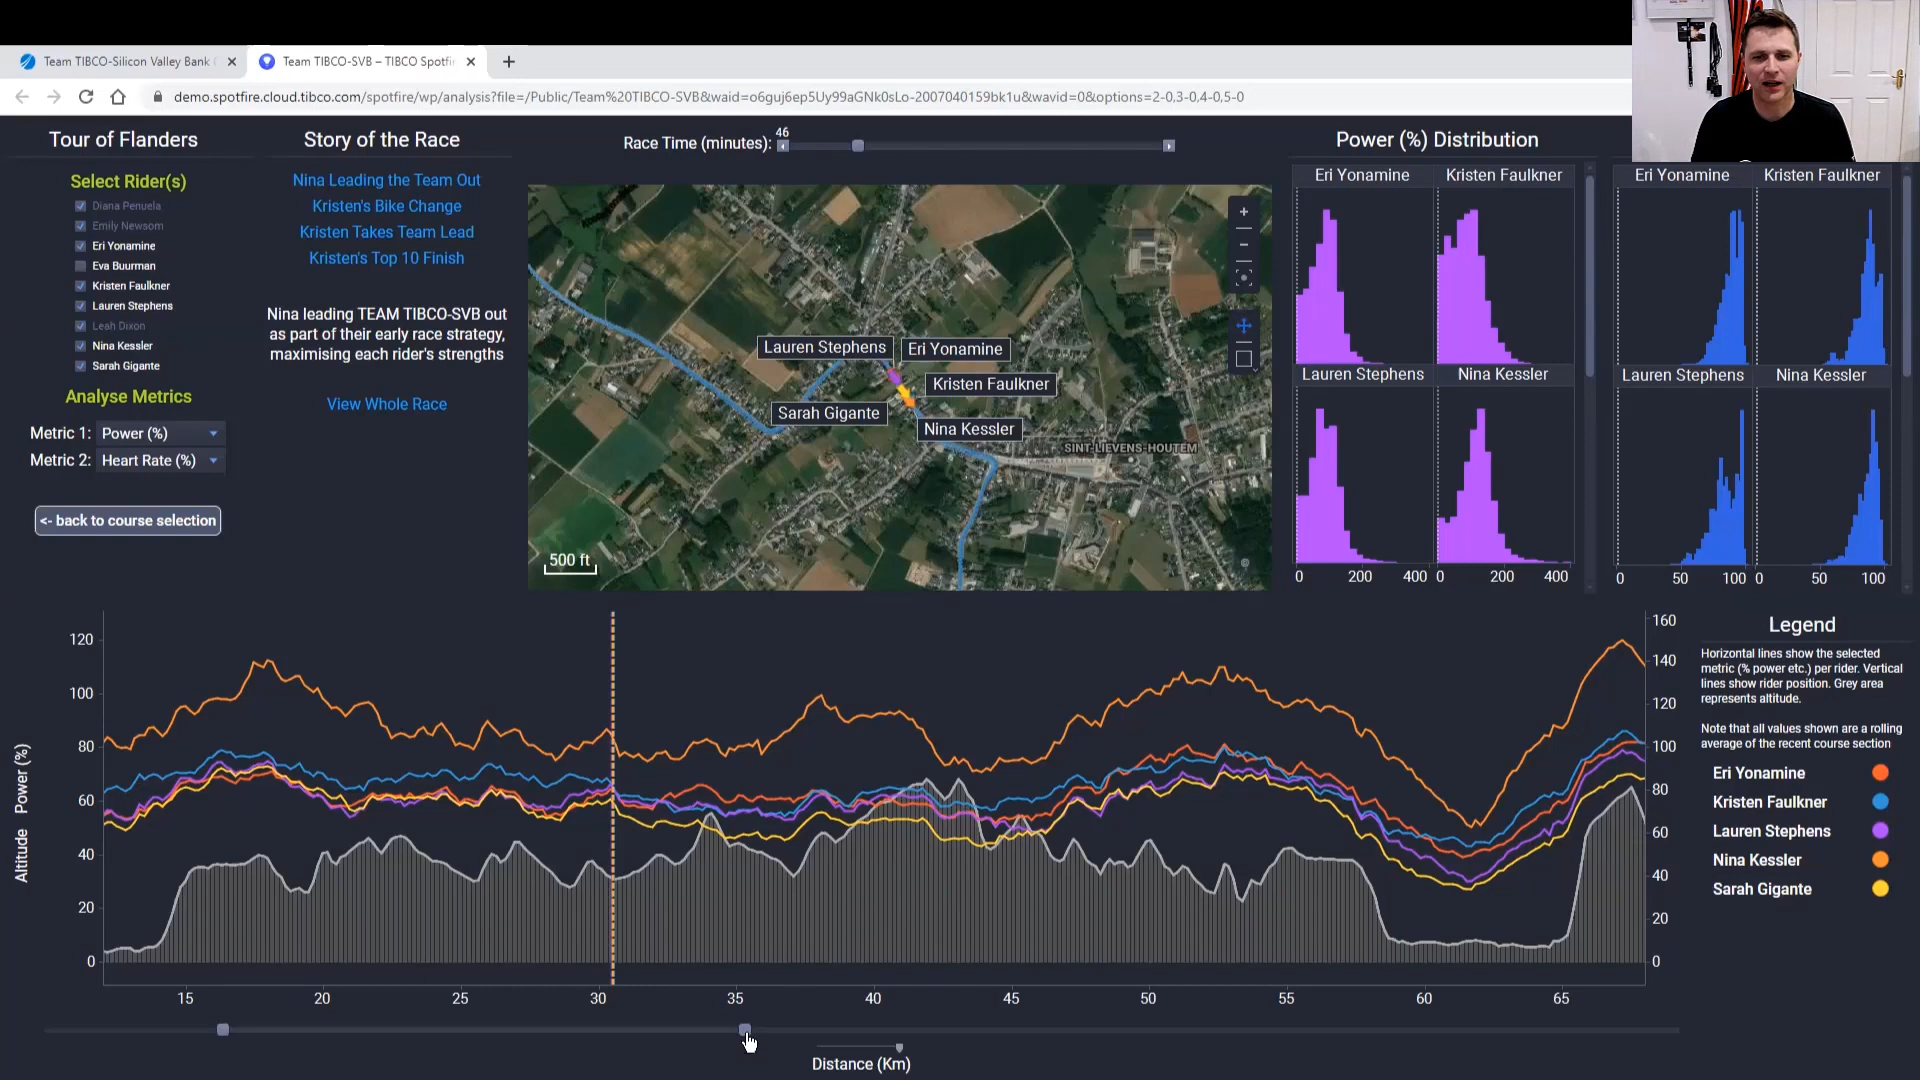 Team TIBCO-Silicon Valley Bank
Team TIBCO-SVB – TIBCO Spotfir
demo.spotfire.cloud.tibco.com/spotfire/wp/analysis?file=/Public/Team%20TIBCO-SVB&waid=o6guj6ep5Uy99aGNk0sLo-2007040159bk1u&wavid=0&options=2-0,3-0,4-0,5-0
Tour of Flanders
Select Rider(s)
Diana Penuela
Emily Newsom
Eri Yonamine
Eva Buurman
Kristen Faulkner
Lauren Stephens
Leah Dixon
Nina Kessler
Sarah Gigante
Analyse Metrics
Metric 1: Power (%)
Metric 2: Heart Rate (%)
<- back to course selection
Story of the Race
Nina Leading the Team Out
Kristen's Bike Change
Kristen Takes Team Lead
Kristen's Top 10 Finish
Nina leading TEAM TIBCO-SVB out
as part of their early race strategy,
maximising each rider's strengths
View Whole Race
Race Time (minutes):
46
Lauren Stephens
Eri Yonamine
Kristen Faulkner
Sarah Gigante
Nina Kessler
SINT-LIEVENS-HOUTEM
500 ft
Power (%) Distribution
Eri Yonamine
Kristen Faulkner
Lauren Stephens
Nina Kessler
0 200 400 0 200 400
Eri Yonamine
Kristen Faulkner
Lauren Stephens
Nina Kessler
0 50 100 0 50 100
Altitude Power (%)
120
100
80
60
40
20
0
160
140
120
100
80
60
40
20
0
15 20 25 30 35 40 45 50 55 60 65
Distance (Km)
Legend
Horizontal lines show the selected
metric (% power etc.) per rider. Vertical
lines show rider position. Grey area
represents altitude.
Note that all values shown are a rolling
average of the recent course section
Eri Yonamine
Kristen Faulkner
Lauren Stephens
Nina Kessler
Sarah Gigante